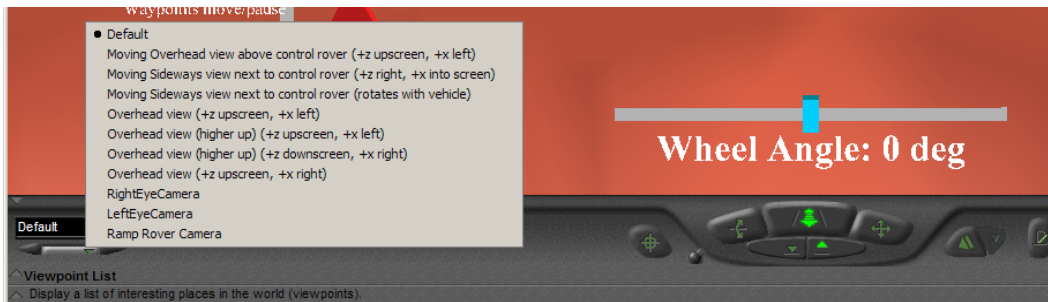 Waypoints move/pause
Default
Moving Overhead view above control rover (+z upscreen, +x left)
Moving Sideways view next to control rover (+z right, +x into screen)
Moving Sideways view next to control rover (rotates with vehicle)
Overhead view (+z upscreen, +x left)
Overhead view (higher up) (+z upscreen, +x left)
Overhead view (higher up) (+z downscreen, +x right)
Overhead view (+z upscreen, +x right)
RightEyeCamera
LeftEyeCamera
Ramp Rover Camera
Wheel Angle: 0 deg
Default
Viewpoint List
Display a list of interesting places in the world (viewpoints).